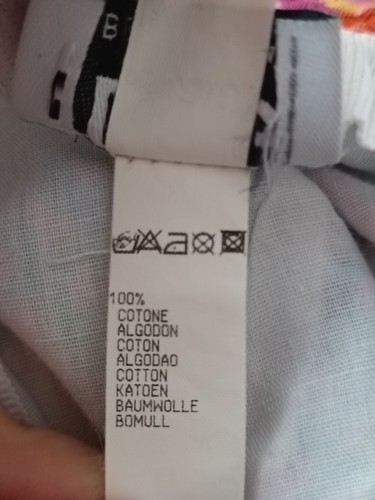 100%
COTONE
ALGODON
COTON
ALGODAO
COTTON
KATOEN
BAUMWOLLE
BOMULL